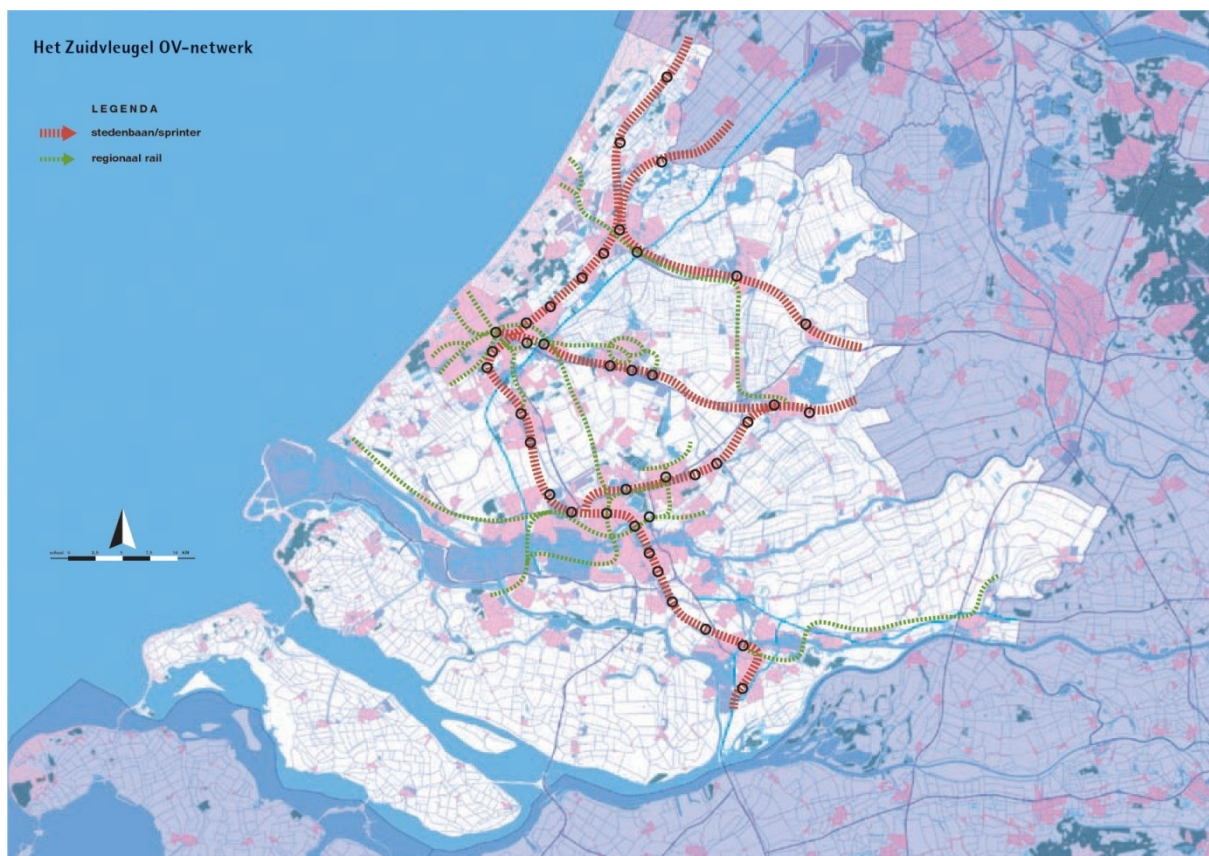 Het Zuidvleugel OV-netwerk
LEGENDA
stedenbaan/sprinter
regionaal rail